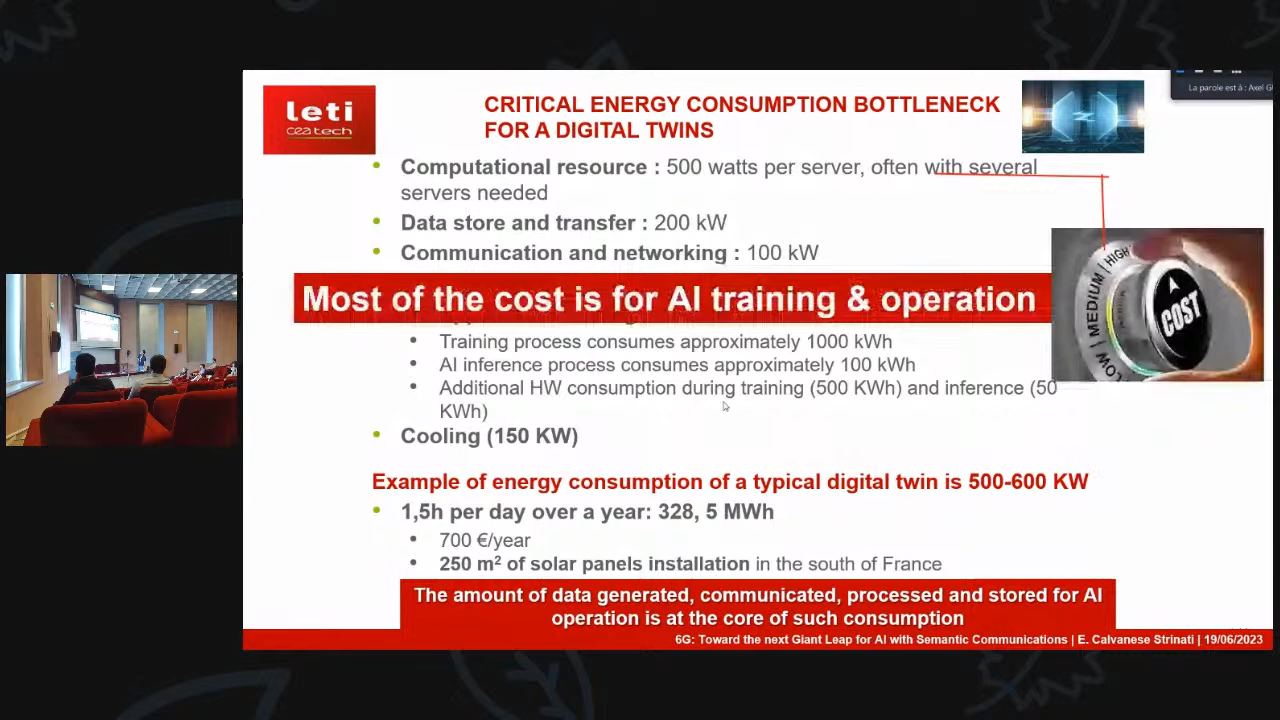 leti
ceatech
CRITICAL ENERGY CONSUMPTION BOTTLENECK
FOR A DIGITAL TWINS
La parole est à : Axel
• Computational resource : 500 watts per server, often with several
servers needed
• Data store and transfer : 200 kW
• Communication and networking : 100 kW
Most of the cost is for AI training & operation
• Training process consumes approximately 1000 kWh
• AI inference process consumes approximately 100 kWh
• Additional HW consumption during training (500 KWh) and inference (50
KWh)
• Cooling (150 KW)
LOW | MEDIUM | HIGH
COST
Example of energy consumption of a typical digital twin is 500-600 KW
• 1,5h per day over a year: 328, 5 MWh
• 700 €/year
• 250 m² of solar panels installation in the south of France
The amount of data generated, communicated, processed and stored for AI
operation is at the core of such consumption
6G: Toward the next Giant Leap for AI with Semantic Communications | E. Calvanese Strinati | 19/06/2023